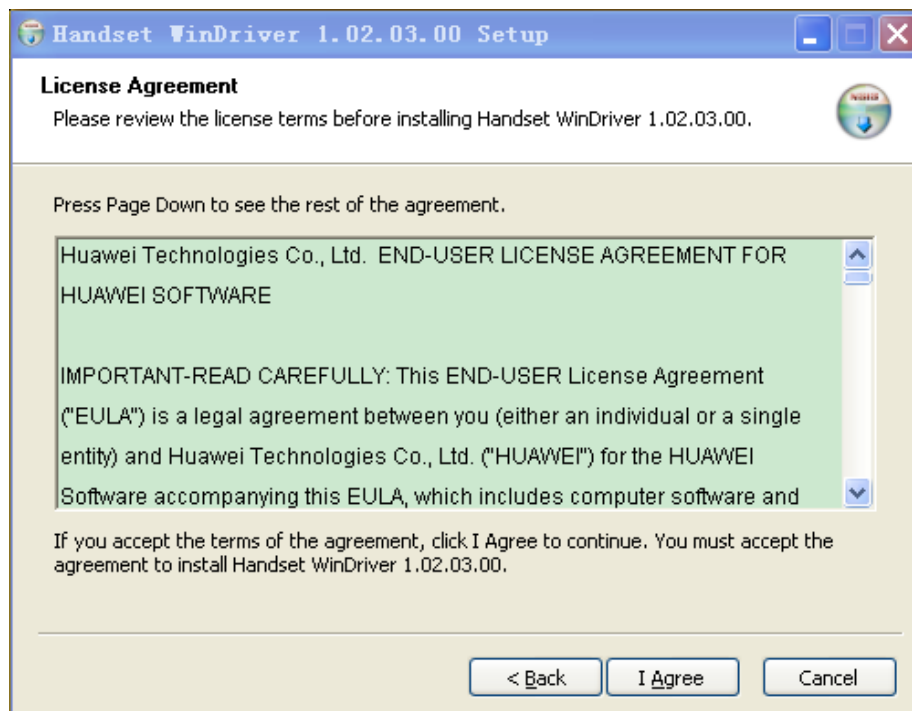 Handset WinDriver 1.02.03.00 Setup
License Agreement
Please review the license terms before installing Handset WinDriver 1.02.03.00.
Press Page Down to see the rest of the agreement.
Huawei Technologies Co., Ltd.  END-USER LICENSE AGREEMENT FOR
HUAWEI SOFTWARE
IMPORTANT-READ CAREFULLY: This END-USER License Agreement
("EULA") is a legal agreement between you (either an individual or a single
entity) and Huawei Technologies Co., Ltd. ("HUAWEI") for the HUAWEI
Software accompanying this EULA, which includes computer software and
If you accept the terms of the agreement, click I Agree to continue. You must accept the
agreement to install Handset WinDriver 1.02.03.00.
< Back
I Agree
Cancel